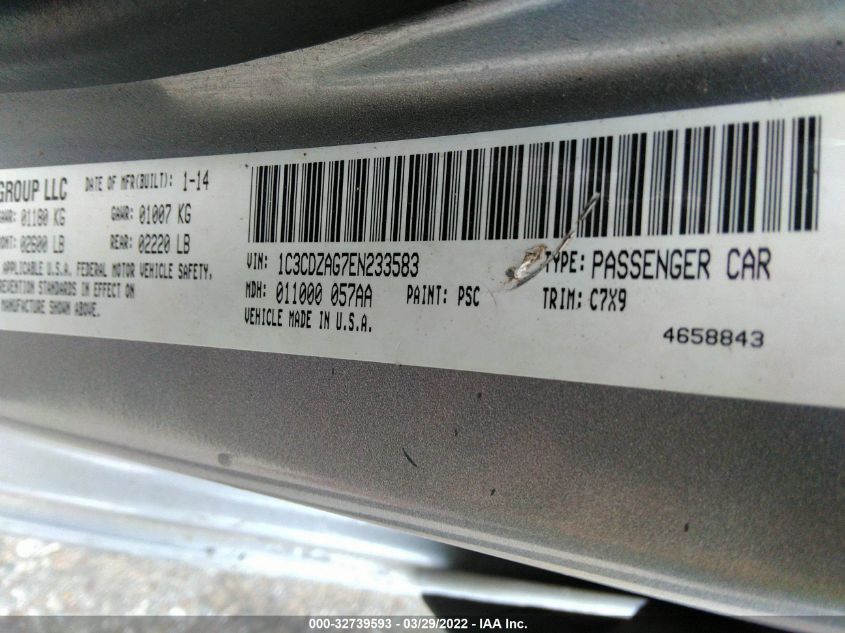 GROUP LLC DATE OF MFR(BUILT): 1-14
GAWR: 01180 KG GAWR: 01007 KG
02600 LB REAR: 02220 LB
APPLICABLE U.S.A. FEDERAL MOTOR VEHICLE SAFETY,
STANDARDS IN EFFECT ON
MANUFACTURE SHOWN ABOVE.
VIN: 1C3CDZAG7EN233583 TYPE: PASSENGER CAR
MDH: 011000 057AA PAINT: PSC TRIM: C7X9
VEHICLE MADE IN U.S.A.
4658843
000-32739593 - 03/29/2022 - IAA Inc.